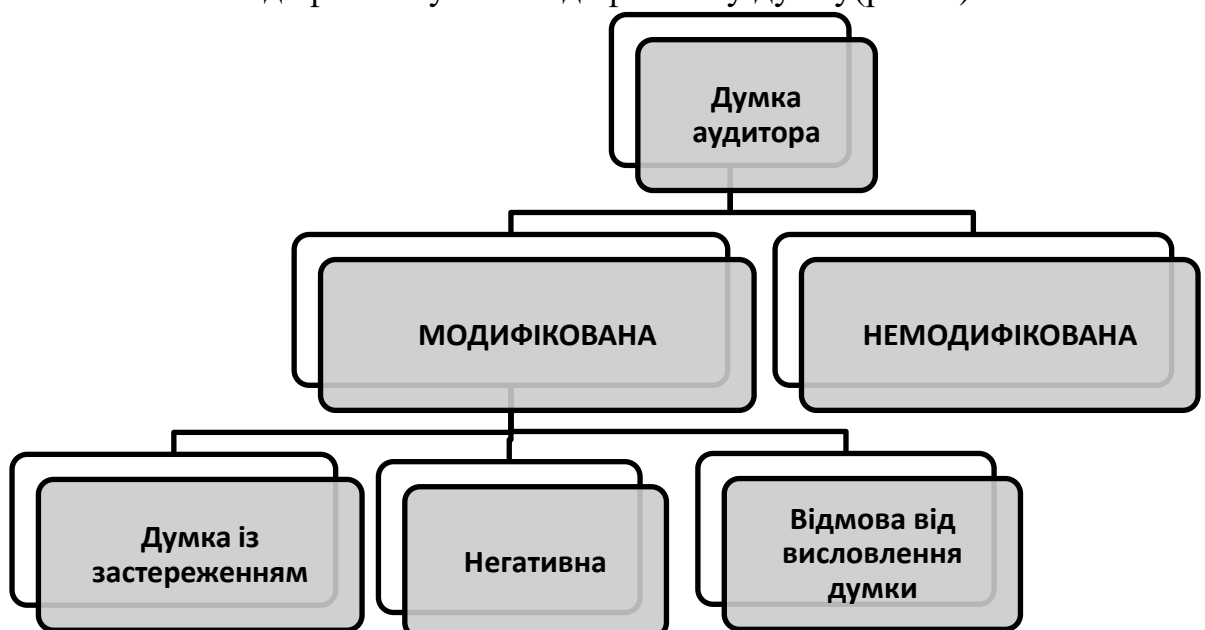 Думка
аудитора
МОДИФІКОВАНА
НЕМОДИФІКОВАНА
Думка із
застереженням
Негативна
Відмова від
висловлення
думки